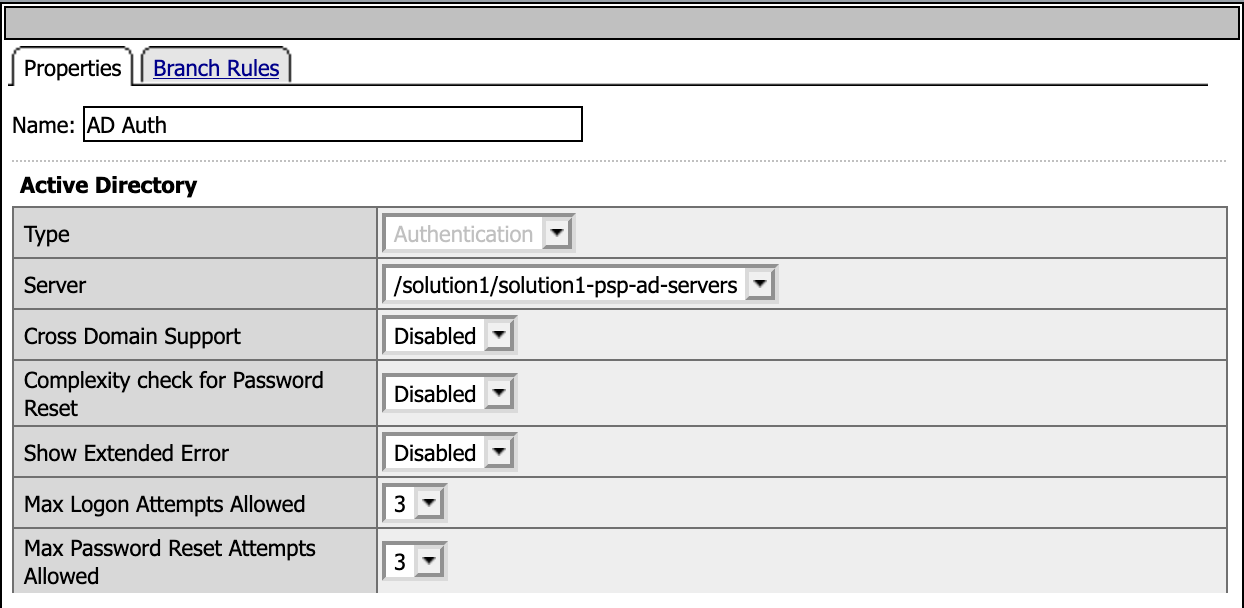 Properties
Branch Rules
Name: AD Auth
Active Directory
Type Authentication
Server /solution1/solution1-psp-ad-servers
Cross Domain Support Disabled
Complexity check for Password
Reset Disabled
Show Extended Error Disabled
Max Logon Attempts Allowed 3
Max Password Reset Attempts
Allowed 3